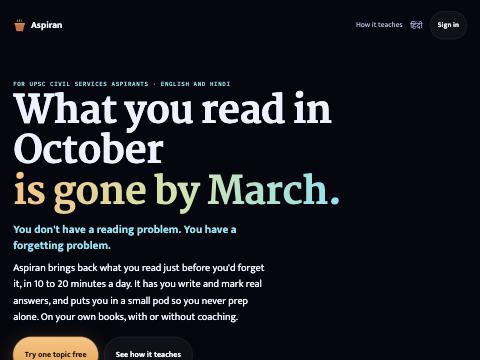 Aspiran
How it teaches
हिंदी
Sign in
FOR UPSC CIVIL SERVICES ASPIRANTS · ENGLISH AND HINDI
What you read in
October
is gone by March.
You don't have a reading problem. You have a
forgetting problem.
Aspiran brings back what you read just before you'd forget
it, in 10 to 20 minutes a day. It has you write and mark real
answers, and puts you in a small pod so you never prep
alone. On your own books, with or without coaching.
Try one topic free
See how it teaches